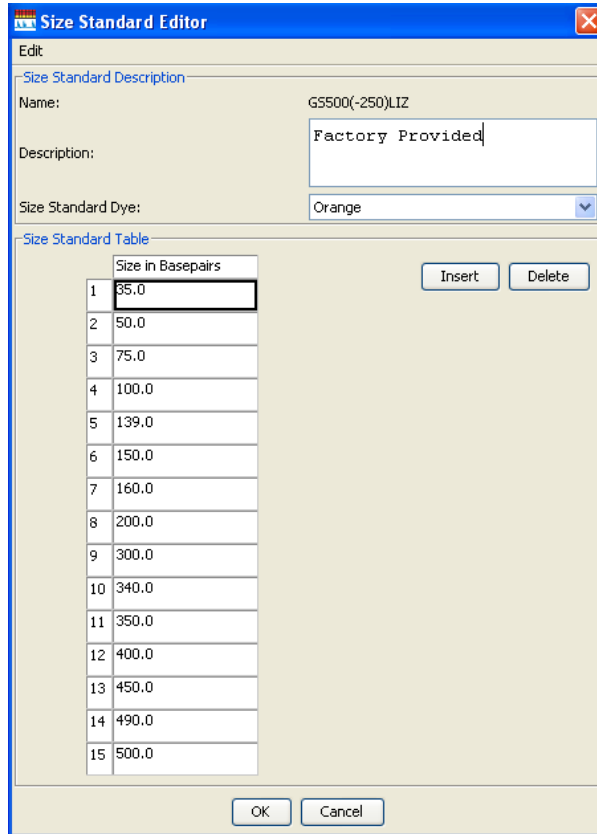 Size Standard Editor
Edit
Size Standard Description
Name: GS500(-250)LIZ
Description: Factory Provided
Size Standard Dye: Orange
Size Standard Table
Size in Basepairs
Insert Delete
1 35.0
2 50.0
3 75.0
4 100.0
5 139.0
6 150.0
7 160.0
8 200.0
9 300.0
10 340.0
11 350.0
12 400.0
13 450.0
14 490.0
15 500.0
OK Cancel